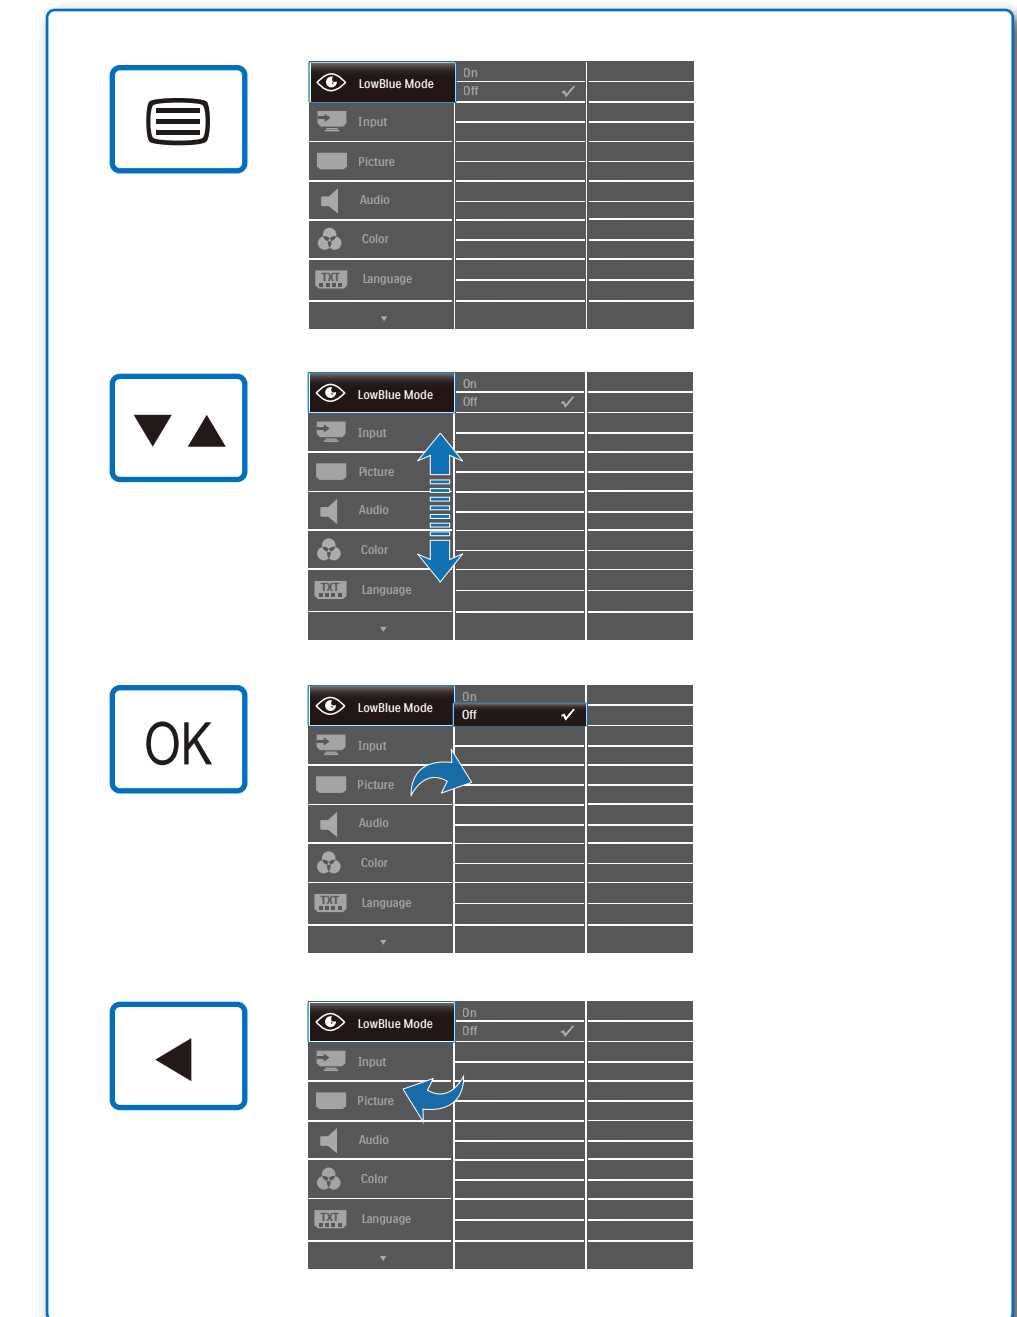 LowBlue Mode
On
Off
Input
Picture
Audio
Color
TXT
Language
LowBlue Mode
On
Off
Input
Picture
Audio
Color
TXT
Language
OK
LowBlue Mode
On
Off
Input
Picture
Audio
Color
TXT
Language
LowBlue Mode
On
Off
Input
Picture
Audio
Color
TXT
Language